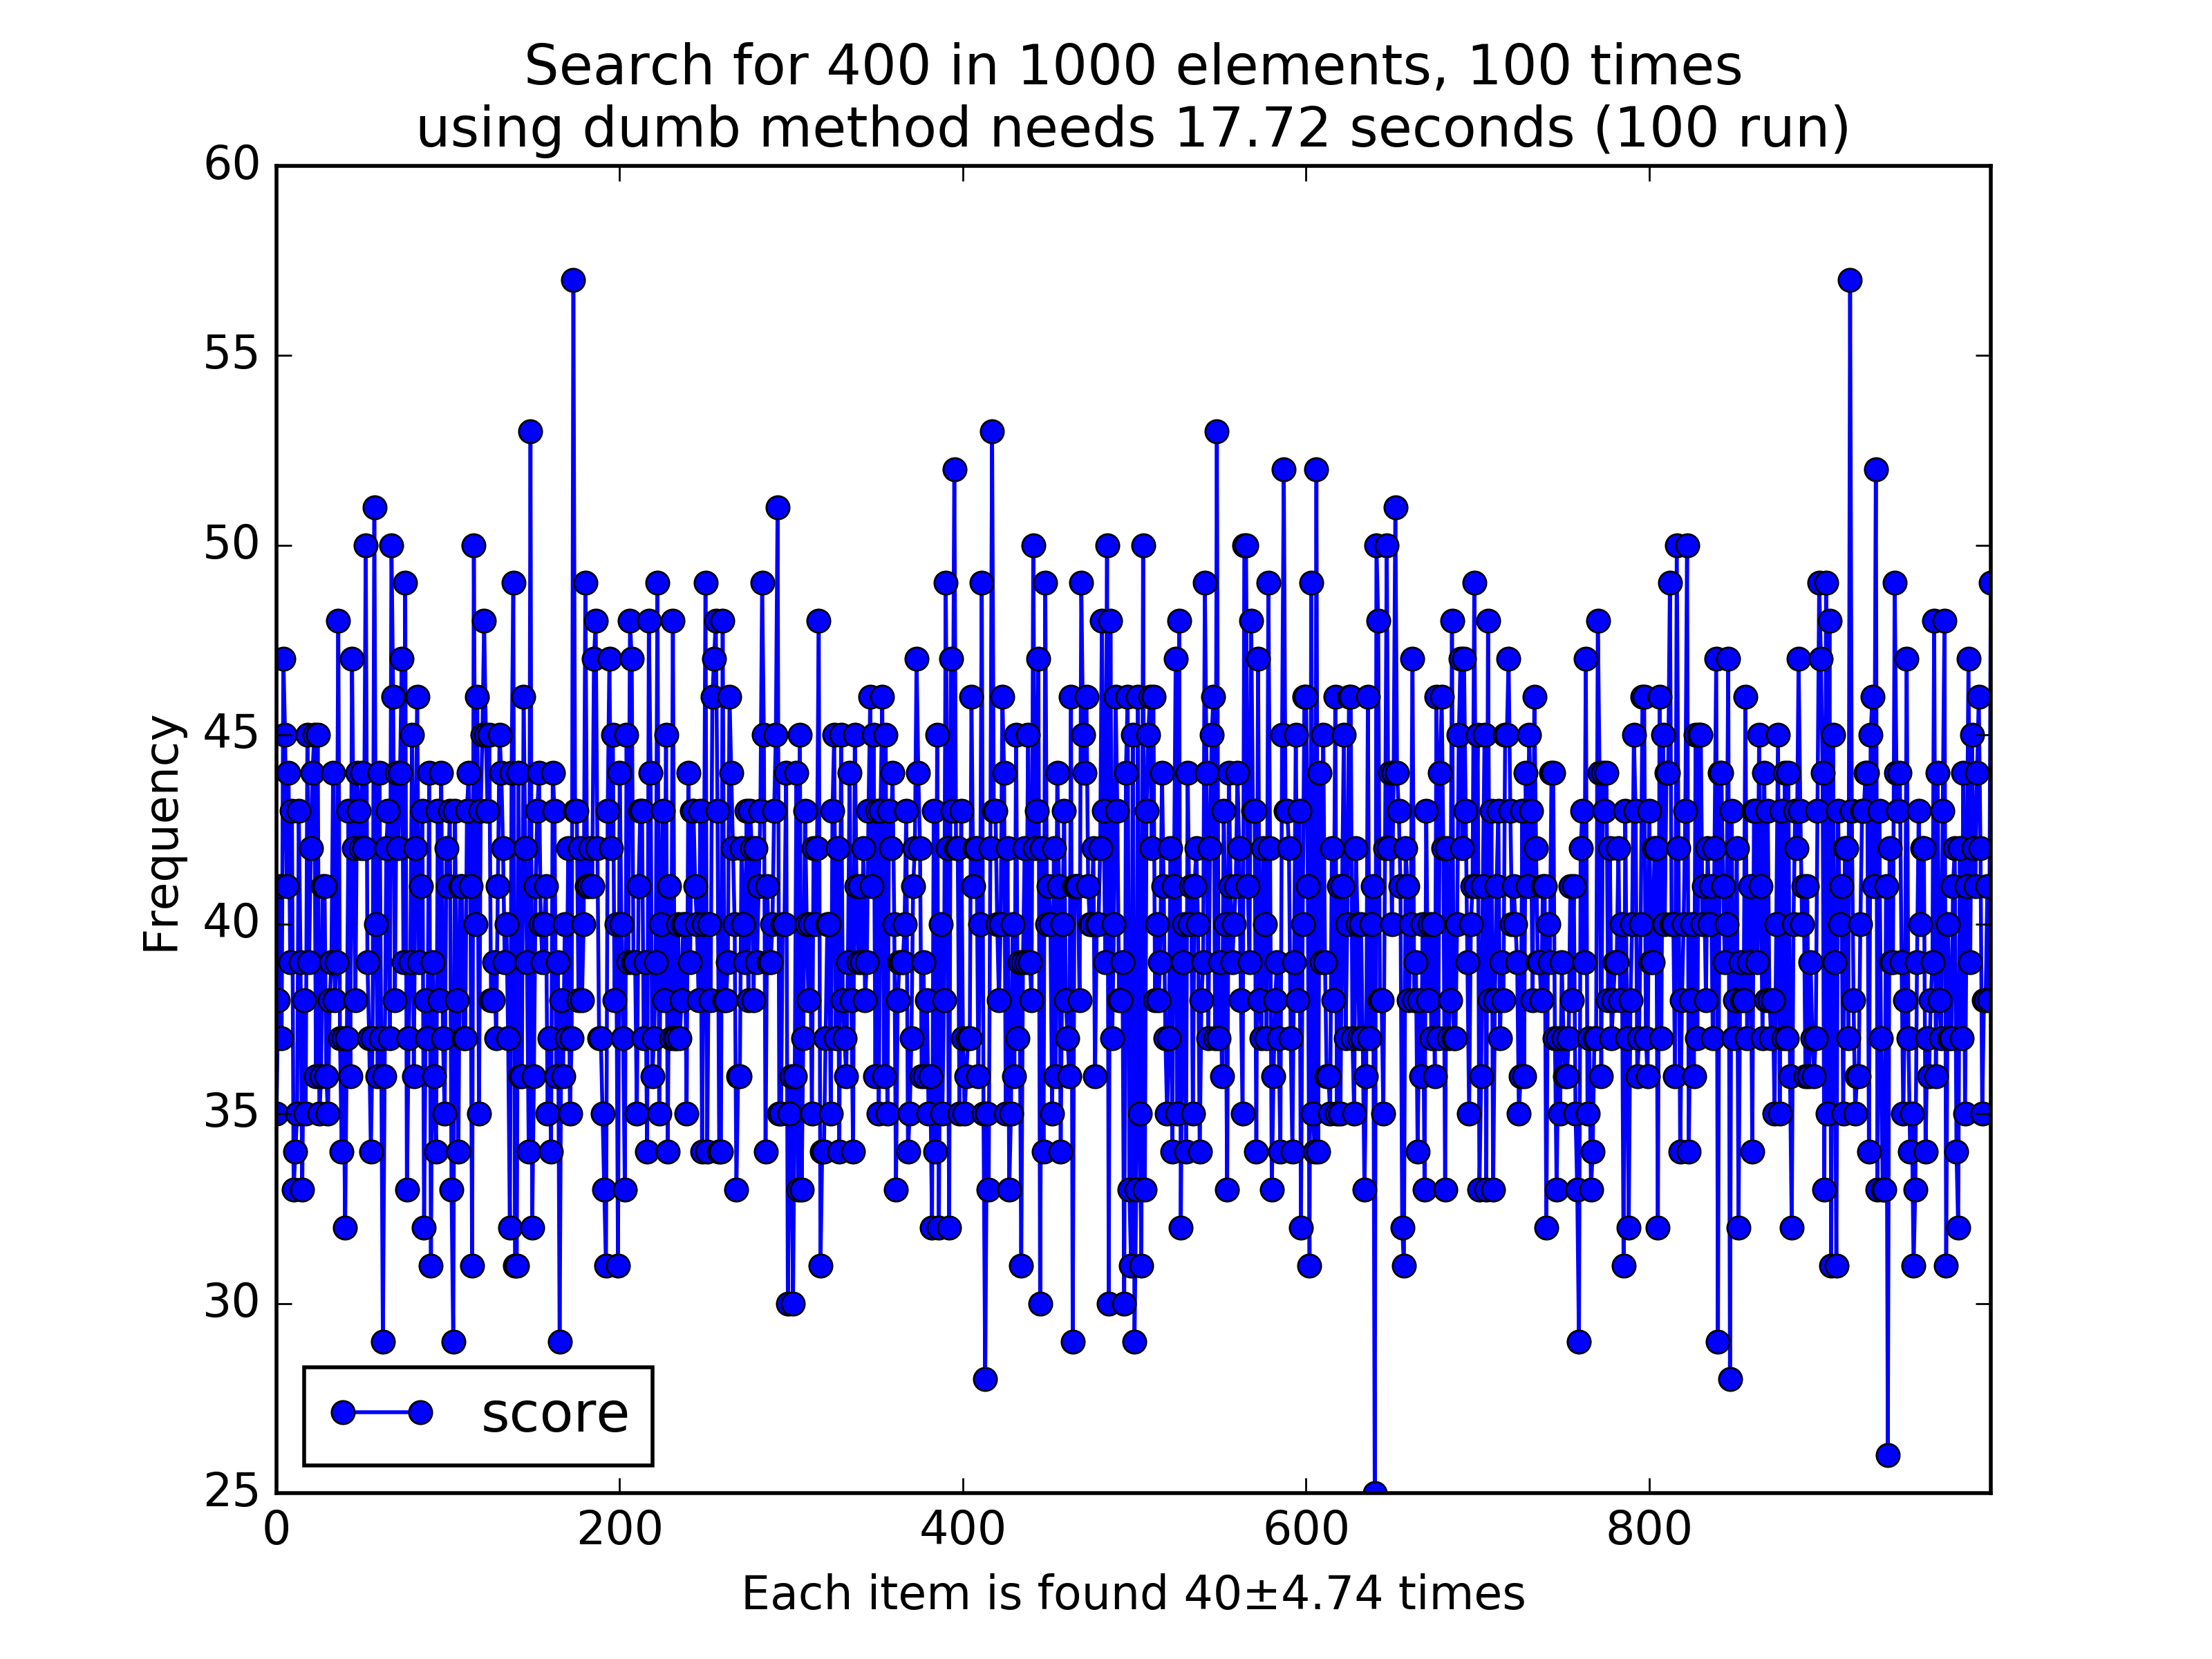 Search for 400 in 1000 elements, 100 times
using dumb method needs 17.72 seconds (100 run)
60
55
50
45
40
35
30
25
Frequency
score
0 200 400 600 800
Each item is found 40±4.74 times